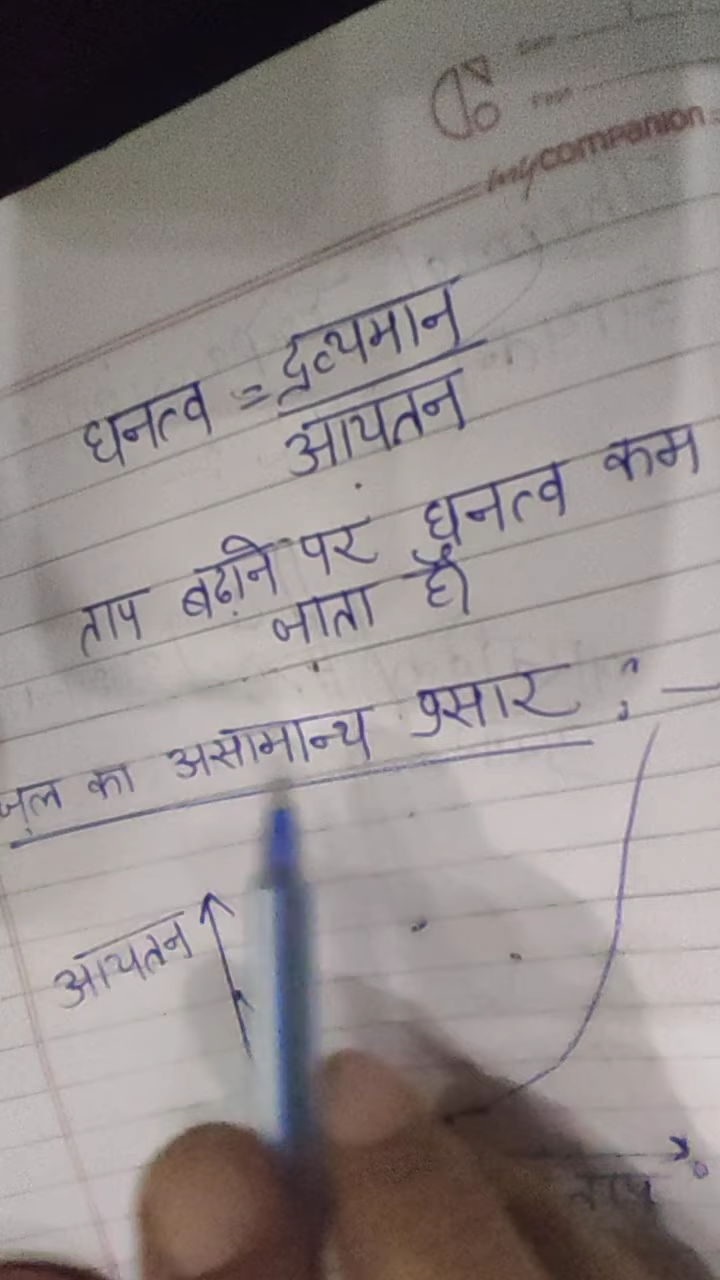 mycompanion
घनत्व = द्रव्यमान
आयतन
ताप बढ़ाने पर घनत्व कम
जाता है।
जल का असामान्य प्रसार :-
आयतन
ताप